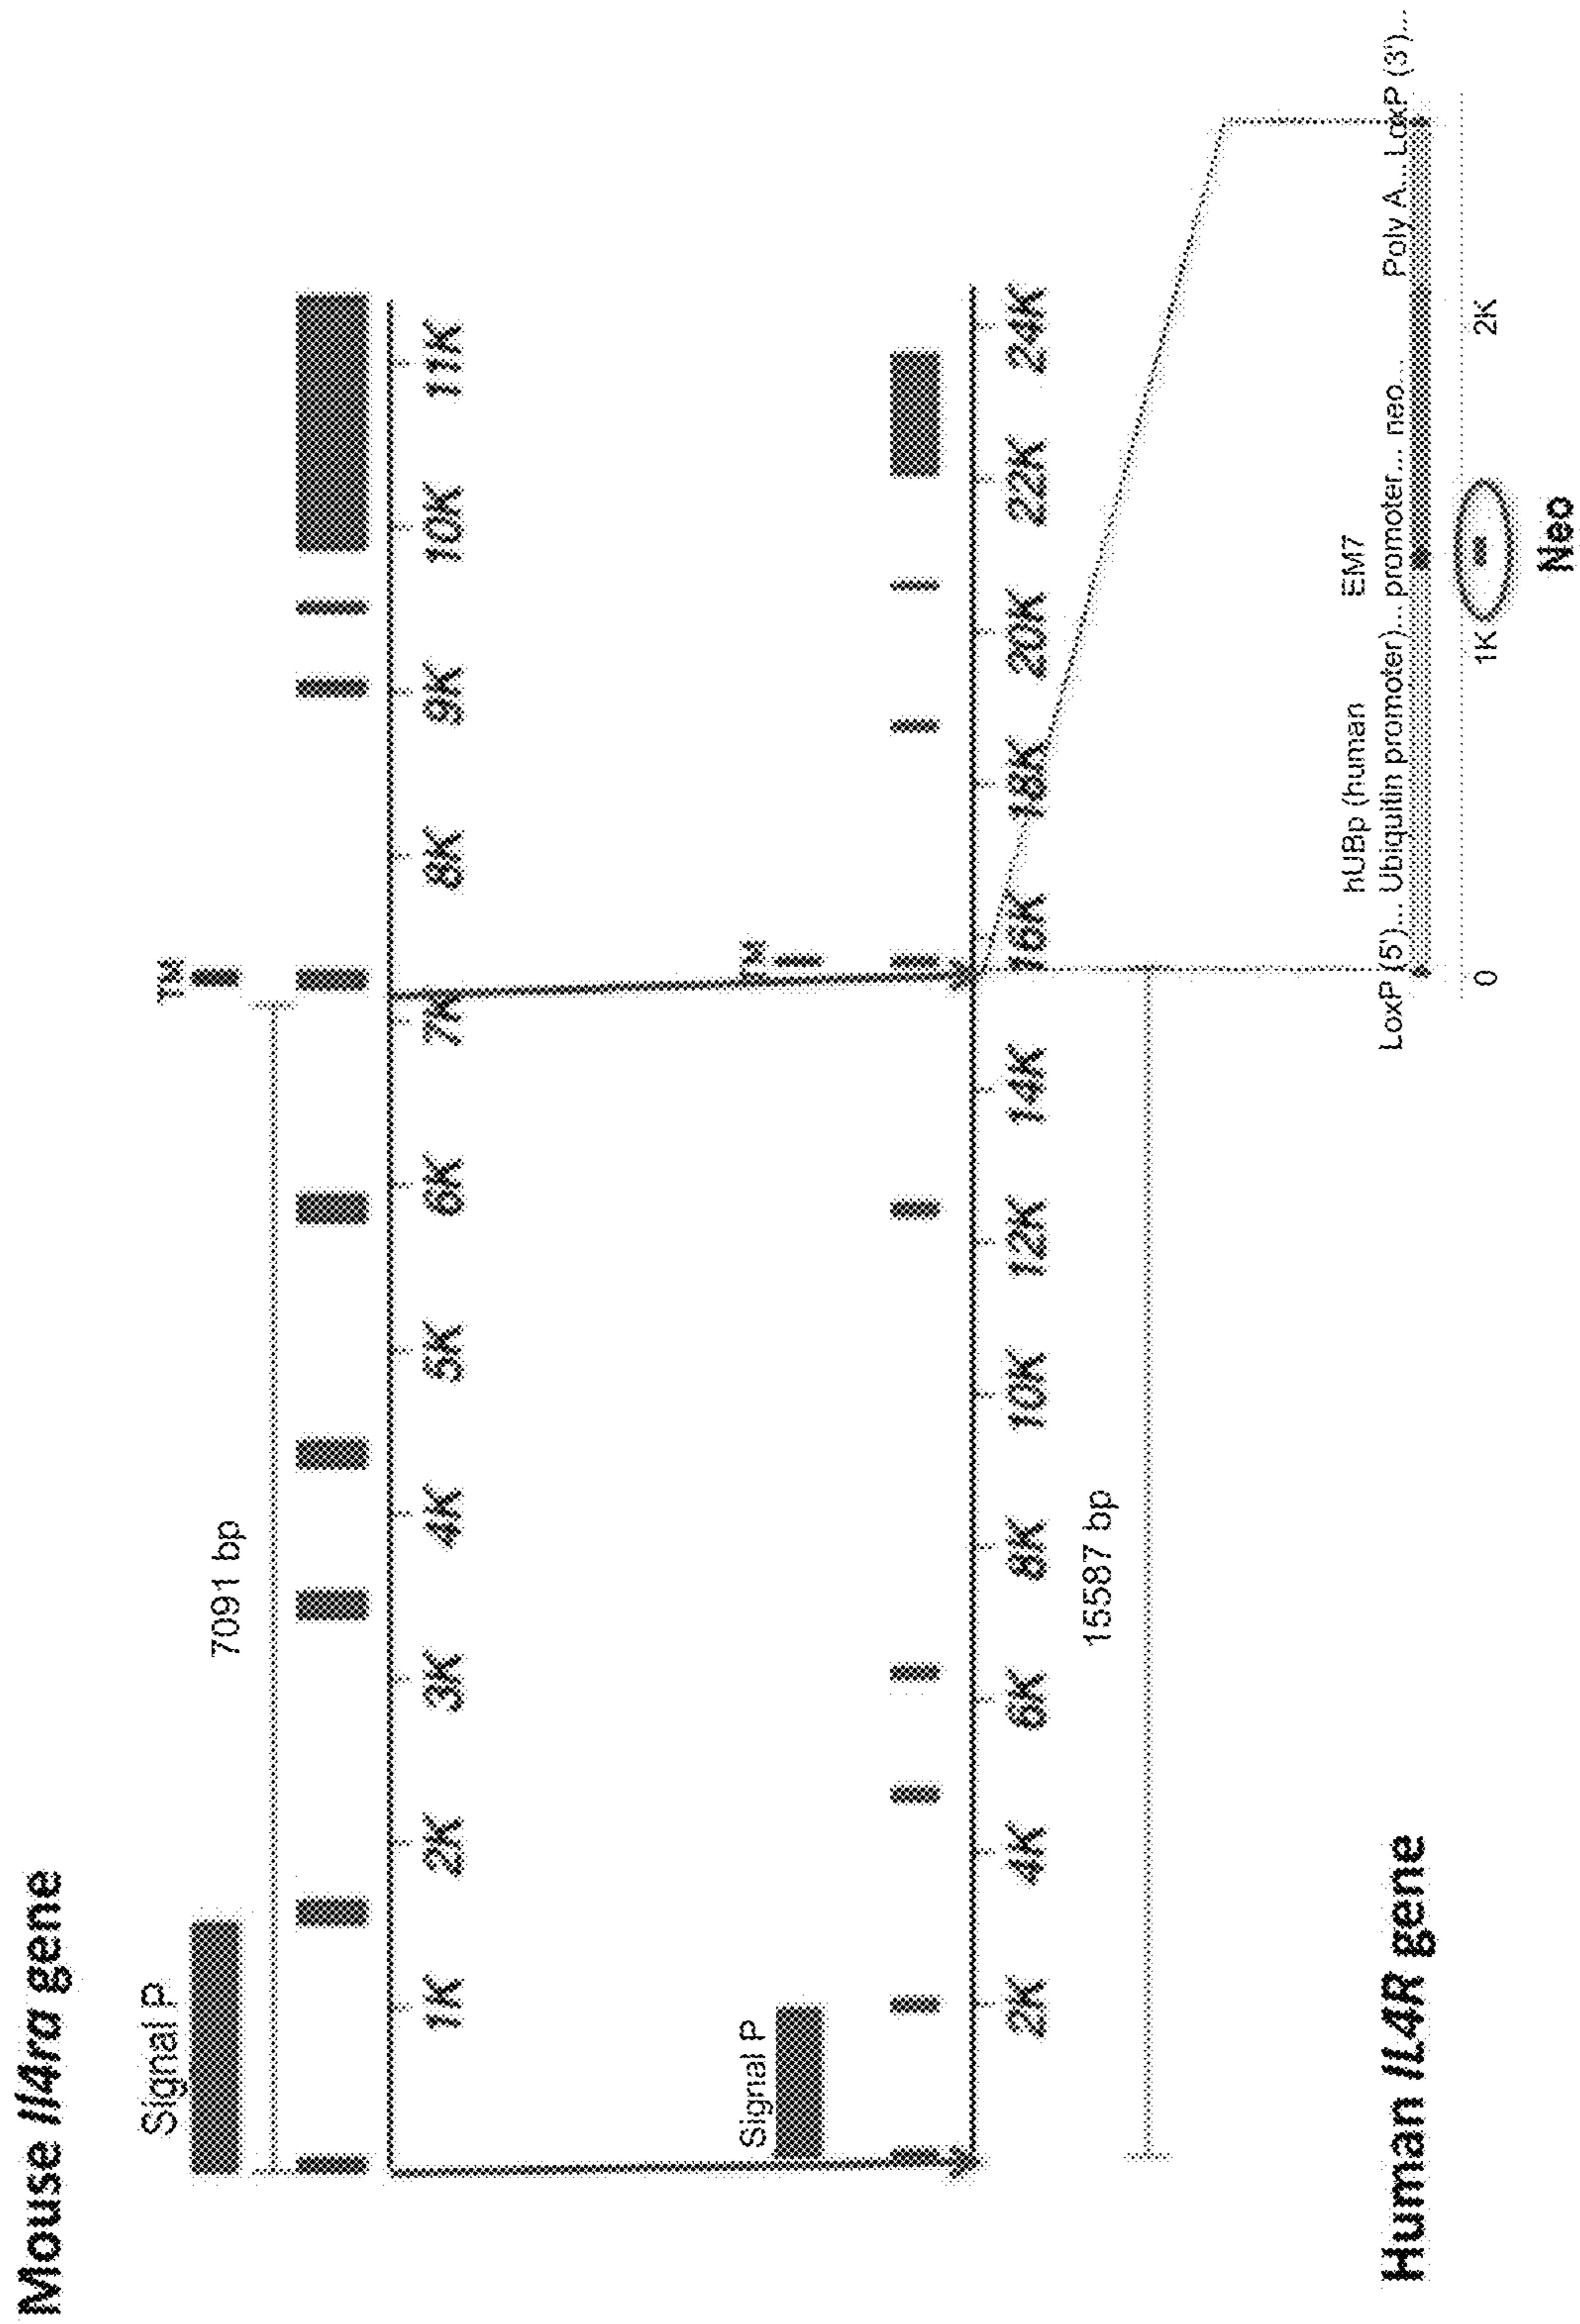 Mouse Il4ra gene
Signal P
TM
7091 bp
1K 2K 3K 4K 5K 6K 7K 8K 9K 10K 11K
Signal P
TM
2K 4K 6K 8K 10K 12K 14K 16K 18K 20K 22K 24K
15587 bp
Human IL4R gene
hUBp (human EM7
LoxP (5')... Ubiquitin promoter)... promoter... neo... Poly A... LoxP (3')...
0 1K 2K
Neo